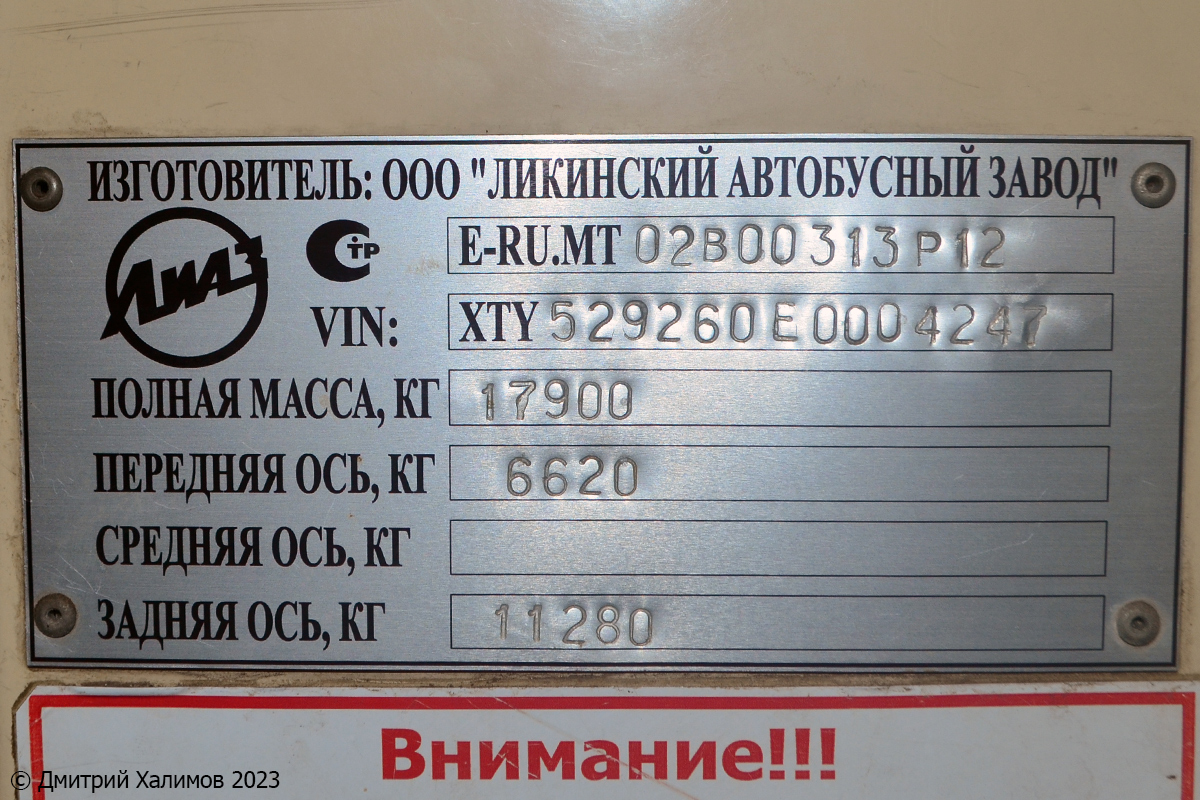 ИЗГОТОВИТЕЛЬ: ООО "ЛИКИНСКИЙ АВТОБУСНЫЙ ЗАВОД"
ЛИАЗ
СТР E-RU.MT 02B00313P12
VIN: XTY 529260E0004247
ПОЛНАЯ МАССА, КГ 17900
ПЕРЕДНЯЯ ОСЬ, КГ 6620
СРЕДНЯЯ ОСЬ, КГ
ЗАДНЯЯ ОСЬ, КГ 11280
Внимание!!!
© Дмитрий Халимов 2023